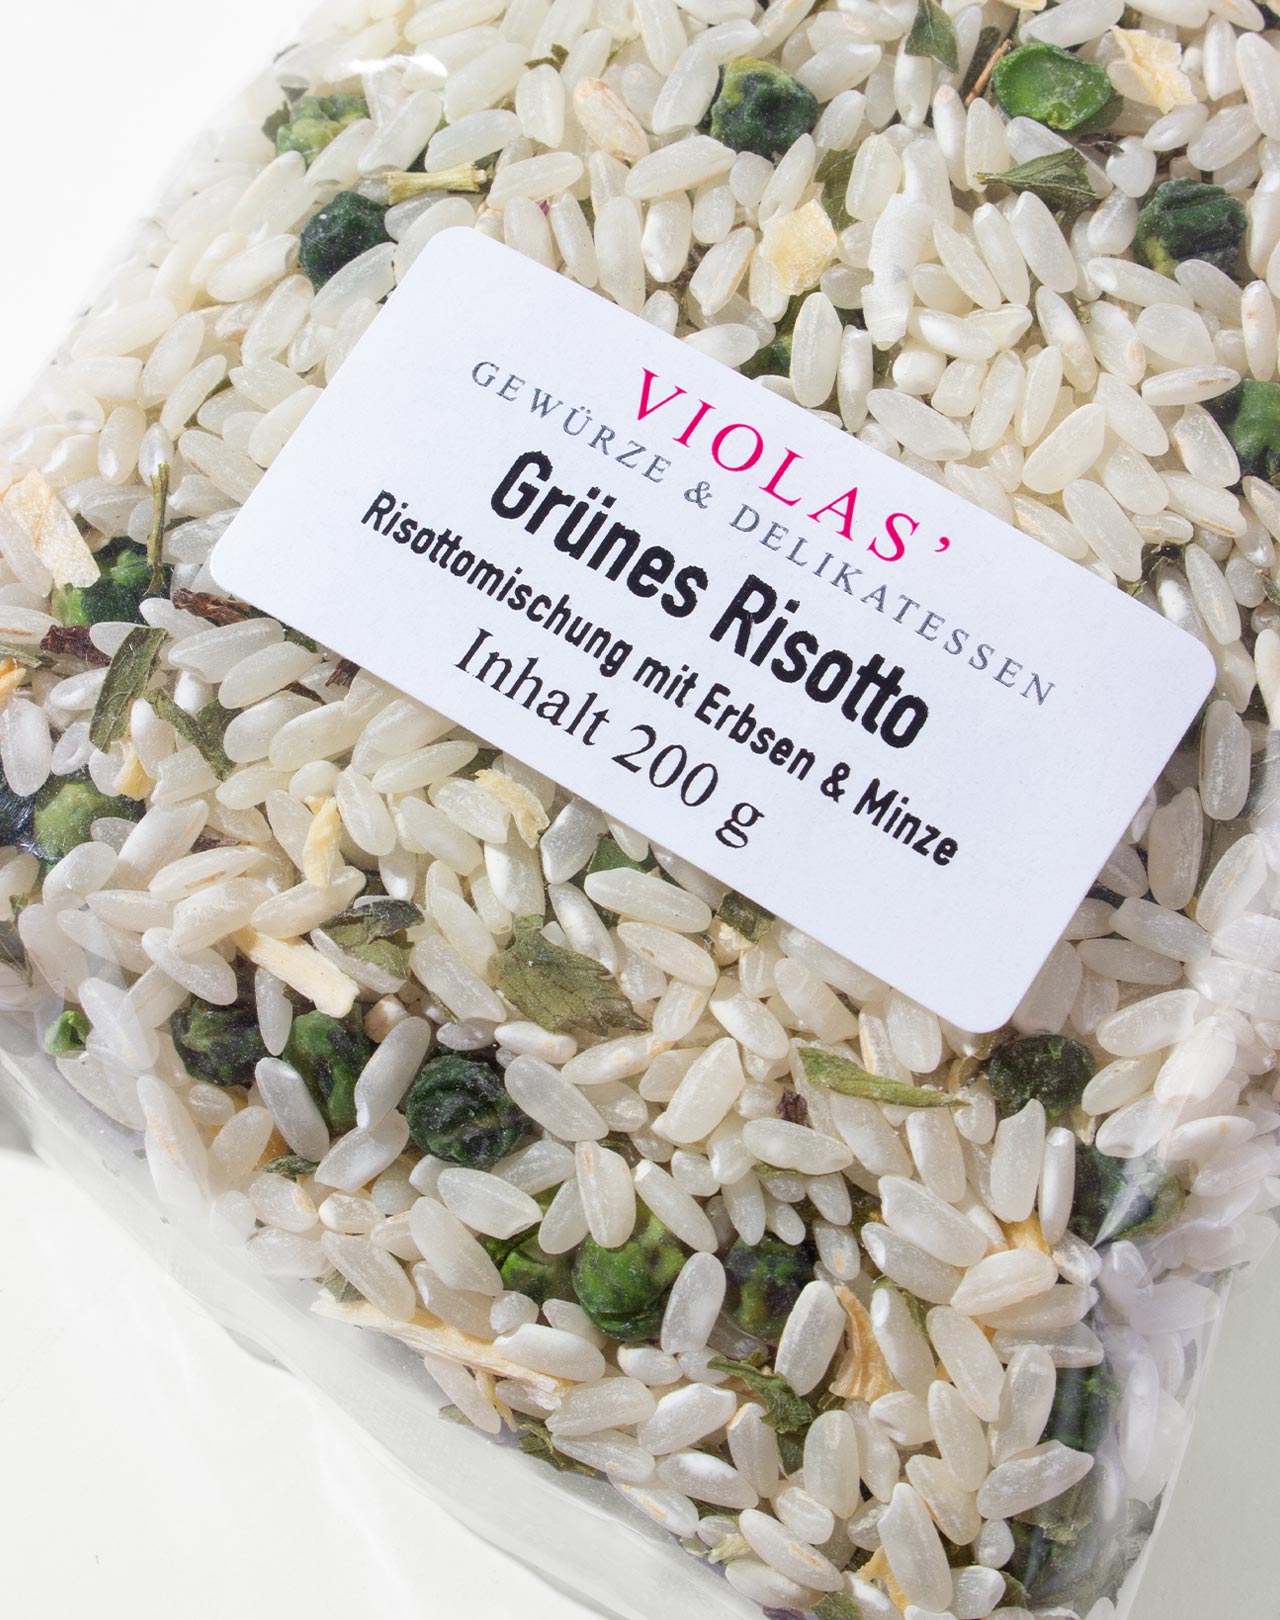 VIOLAS’
GEWÜRZE & DELIKATESSEN
Grünes Risotto
Risottomischung mit Erbsen & Minze
Inhalt 200 g